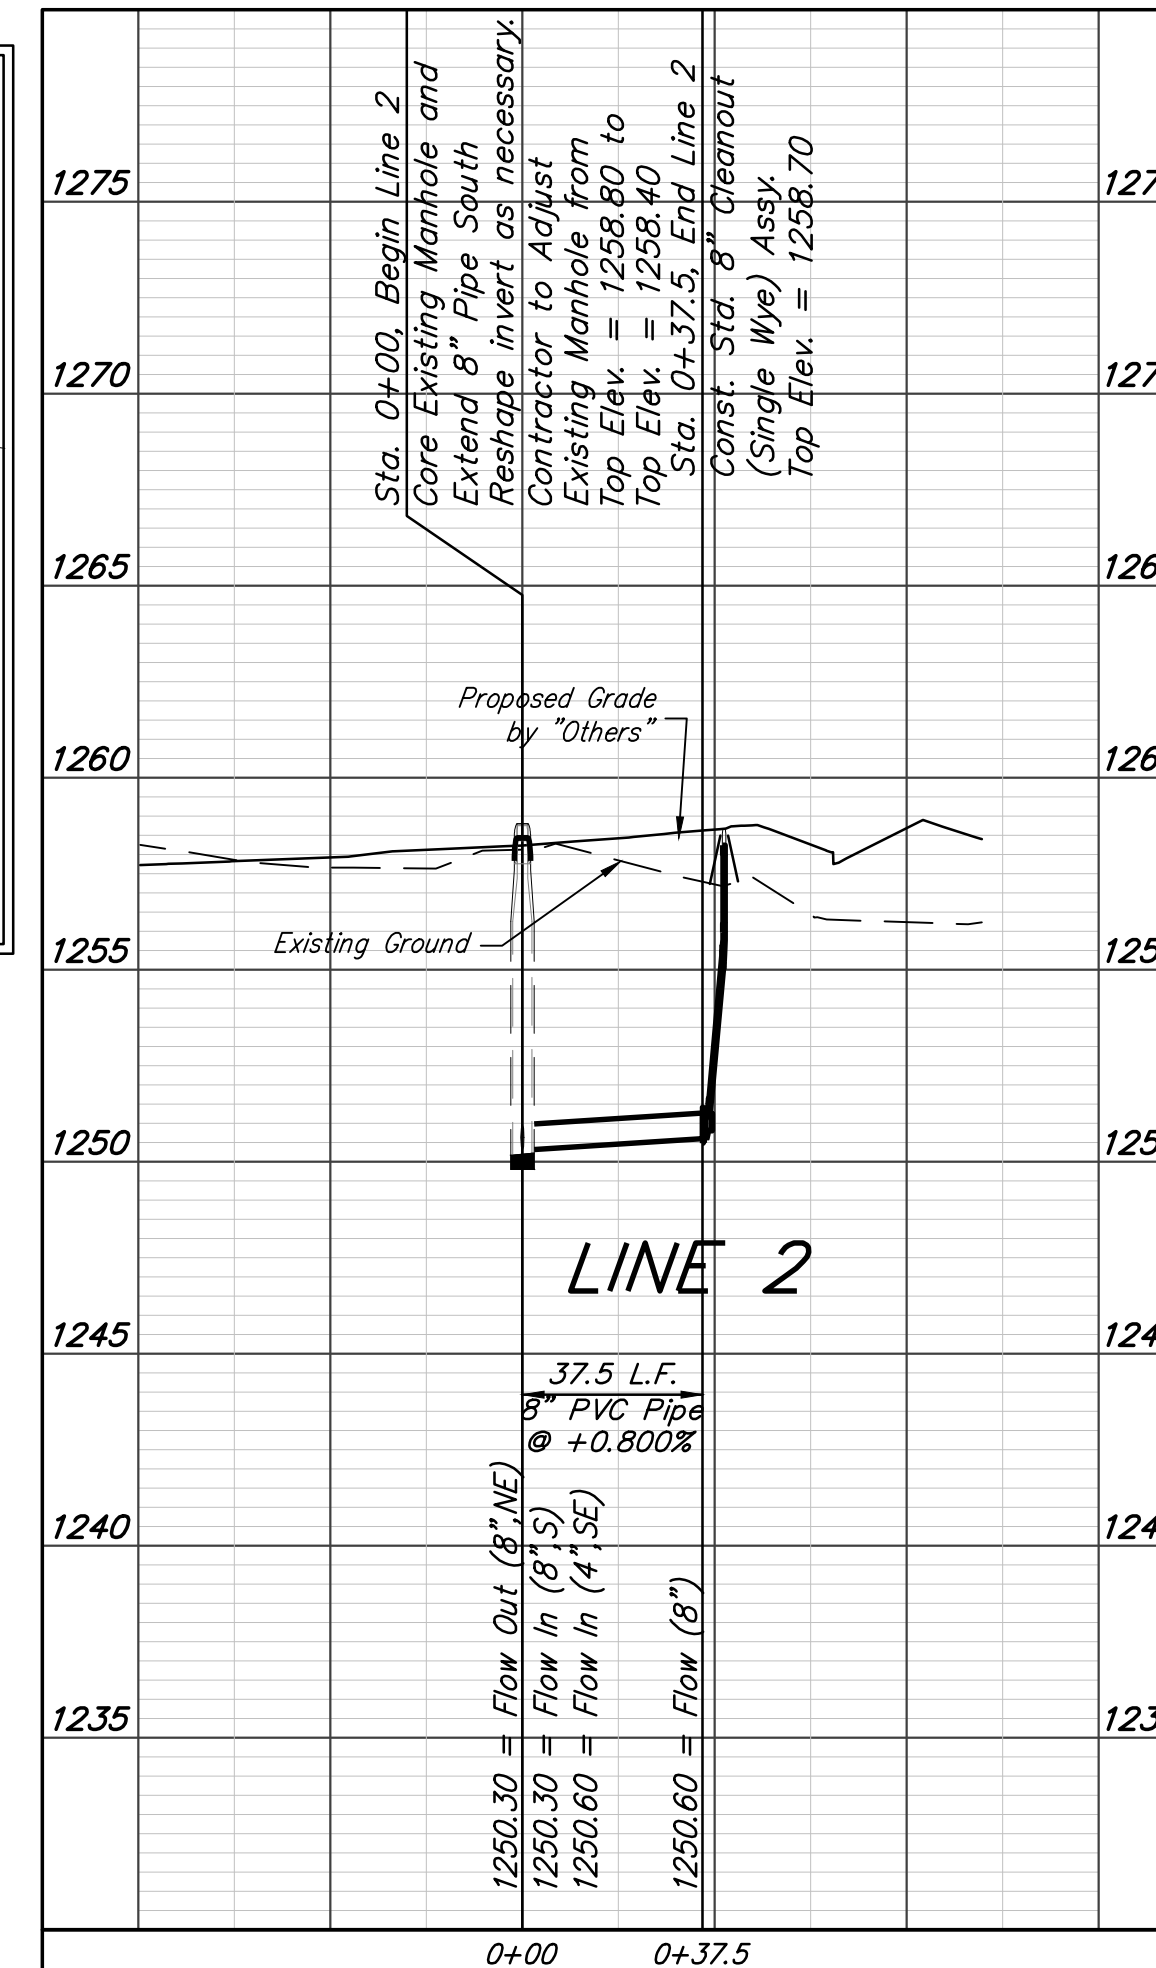 Sta. 0+00, Begin Line 2
Core Existing Manhole and
Extend 8" Pipe South
Reshape invert as necessary.
Contractor to Adjust
Existing Manhole from
Top Elev. = 1258.80 to
Top Elev. = 1258.40
Sta. 0+37.5, End Line 2
Const. Std. 8" Cleanout
(Single Wye) Assy.
Top Elev. = 1258.70
1275
1270
1265
1260
1255
1250
1245
1240
1235
127
127
126
126
125
125
124
124
123
Proposed Grade
by "Others"
Existing Ground
LINE 2
37.5 L.F.
8" PVC Pipe
@ +0.800%
1250.30 = Flow Out (8",NE)
1250.30 = Flow In (8",S)
1250.60 = Flow In (4",SE)
1250.60 = Flow (8")
0+00
0+37.5